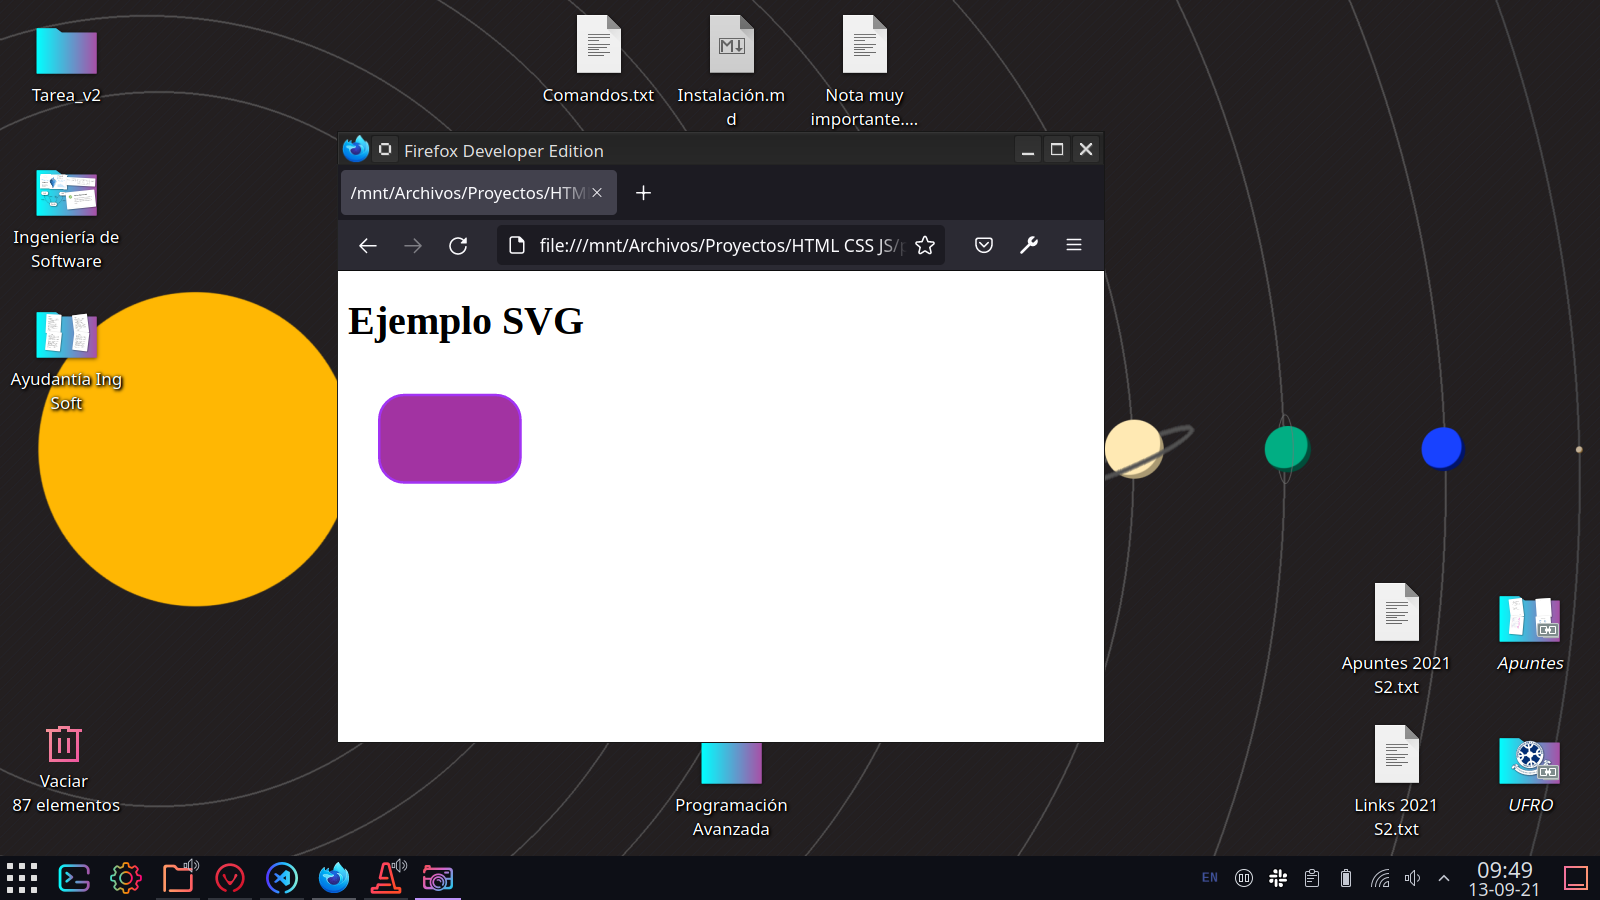 Tarea_v2
Comandos.txt
Instalación.m
d
Nota muy
importante....
Firefox Developer Edition
/mnt/Archivos/Proyectos/HTM
file:///mnt/Archivos/Proyectos/HTML CSS JS/p
Ejemplo SVG
Ingeniería de
Software
Ayudantía Ing
Soft
Apuntes 2021
S2.txt
Apuntes
Vaciar
87 elementos
Programación
Avanzada
Links 2021
S2.txt
UFRO
EN
09:49
13-09-21